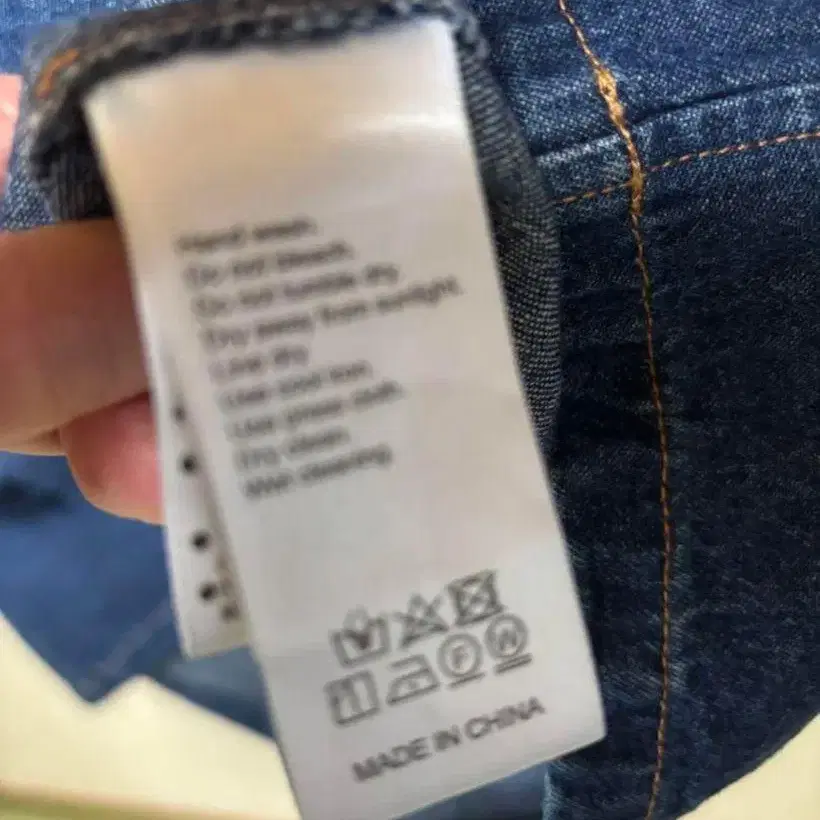 Hand wash.
Do not bleach.
Do not tumble dry
Dry away from sunlight.
Line dry
Use cool iron.
Use press cloth.
Dry clean.
Wet cleaning
F W
MADE IN CHINA